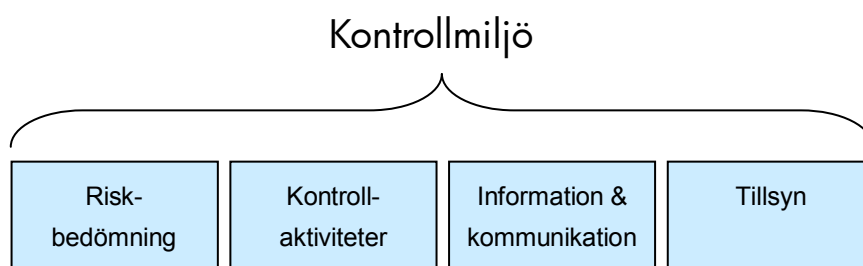 Kontrollmiljö
Risk-
bedömning
Kontroll-
aktiviteter
Information &
kommunikation
Tillsyn